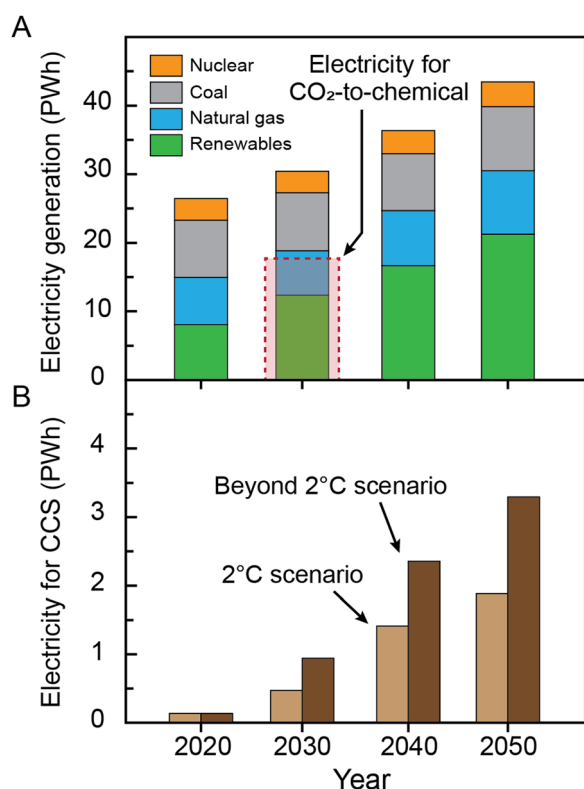 A
Electricity generation (PWh)
40
30
20
10
0
Nuclear
Coal
Natural gas
Renewables
Electricity for
CO₂-to-chemical
B
Electricity for CCS (PWh)
4
3
2
1
0
Beyond 2°C scenario
2°C scenario
2020 2030 2040 2050
Year